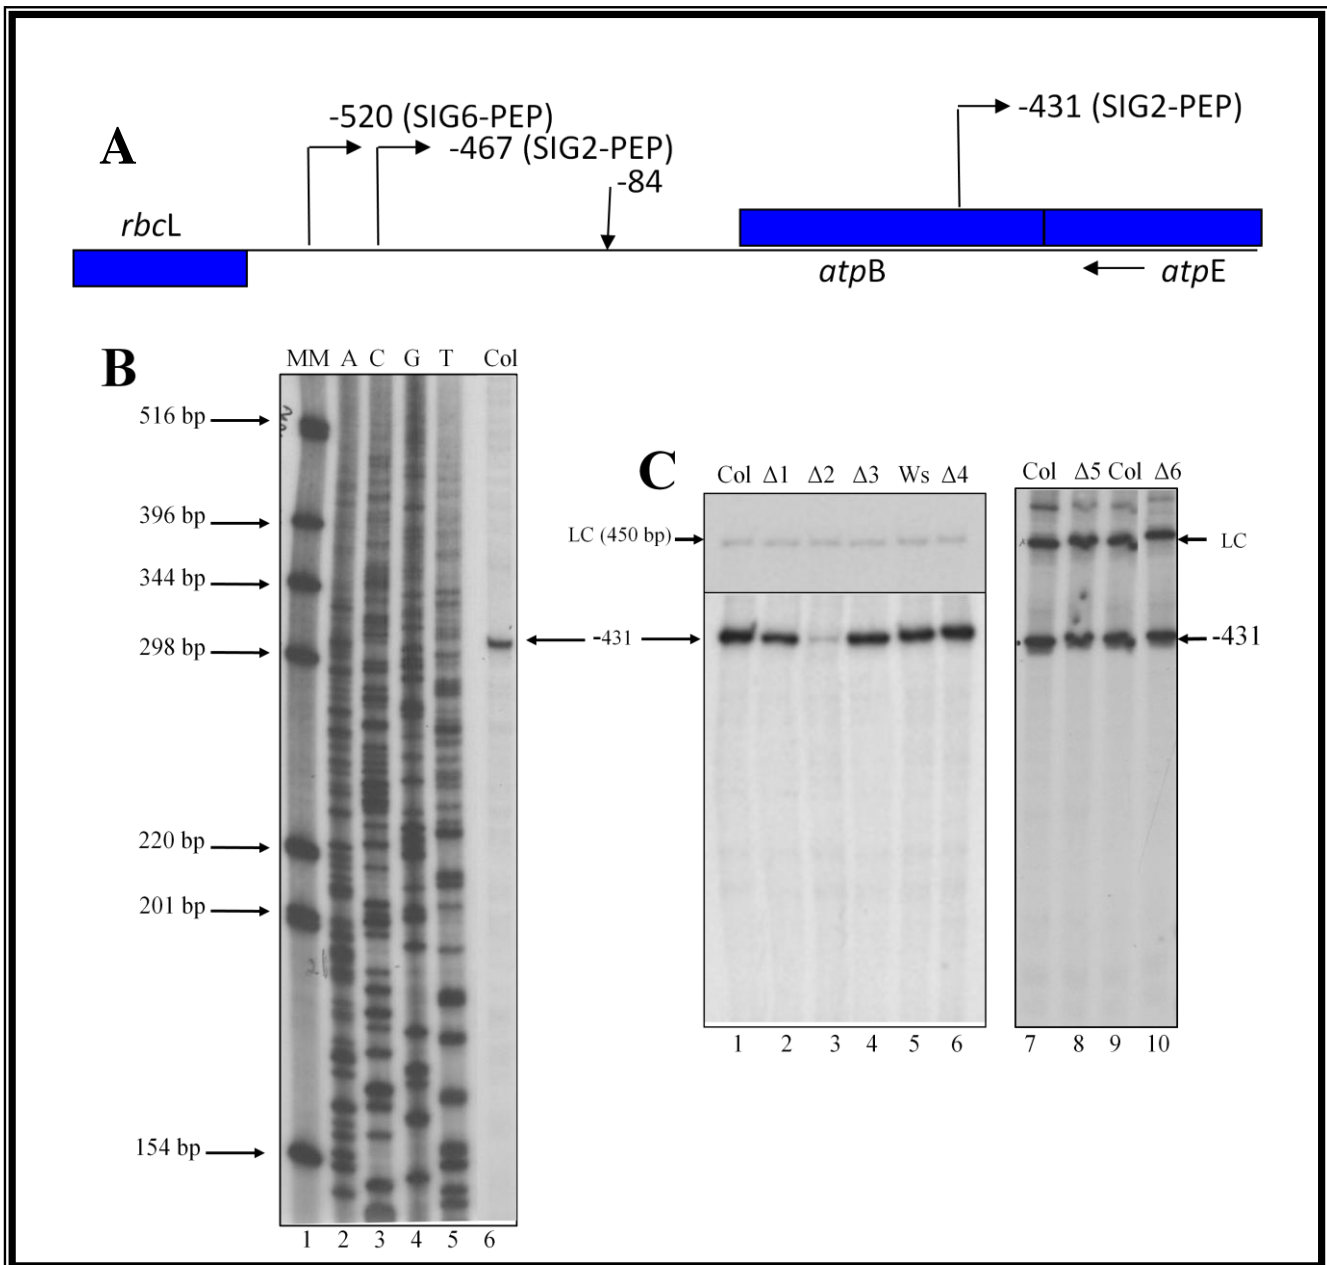 A
-520 (SIG6-PEP)
-467 (SIG2-PEP)
-84
-431 (SIG2-PEP)
rbcL
atpB
atpE
B
MM A C G T Col
516 bp
396 bp
344 bp
298 bp
220 bp
201 bp
154 bp
1 2 3 4 5 6
C
Col Δ1 Δ2 Δ3 Ws Δ4
Col Δ5 Col Δ6
LC (450 bp)
LC
-431
-431
1 2 3 4 5 6
7 8 9 10